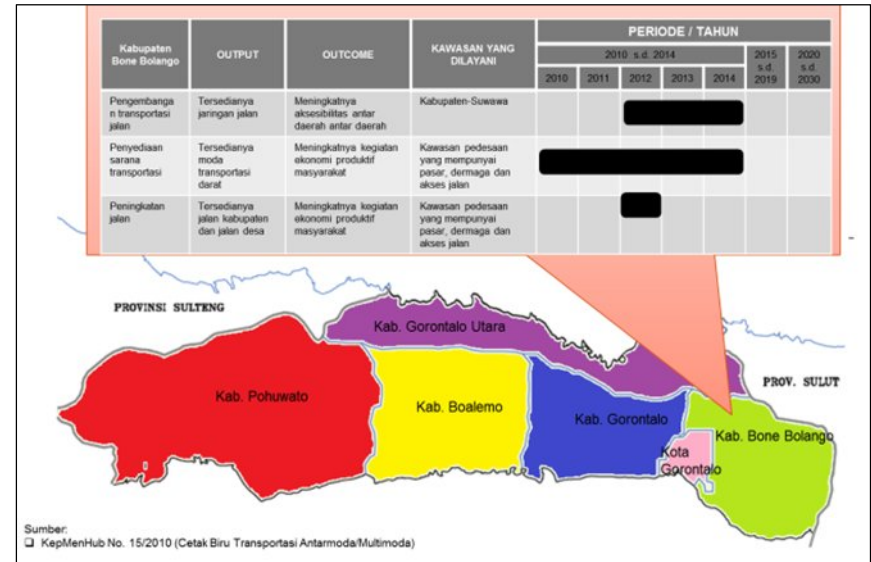 PERIODE / TAHUN
Kabupaten
Bone Bolango
OUTPUT
OUTCOME
KAWASAN YANG
DILAYANI
2010 s.d. 2014
2015
s.d.
2019
2020
s.d.
2030
2010
2011
2012
2013
2014
Pengembanga
n transportasi
jalan
Tersedianya
jaringan jalan
Meningkatnya
aksesibilitas antar
daerah antar daerah
Kabupaten-Suwawa
Penyediaan
sarana
transportasi
Tersedianya
moda
transportasi
darat
Meningkatnya kegiatan
ekonomi produktif
masyarakat
Kawasan pedesaan
yang mempunyai
pasar, dermaga dan
akses jalan
Peningkatan
jalan
Tersedianya
jalan kabupaten
dan jalan desa
Meningkatnya kegiatan
ekonomi produktif
masyarakat
Kawasan pedesaan
yang mempunyai
pasar, dermaga dan
akses jalan
PROVINSI SULTENG
Kab. Gorontalo Utara
PROV. SULUT
Kab. Pohuwato
Kab. Boalemo
Kab. Gorontalo
Kab. Bone Bolango
Kota
Gorontalo
Sumber:
❑ KepMenHub No. 15/2010 (Cetak Biru Transportasi Antarmoda/Multimoda)